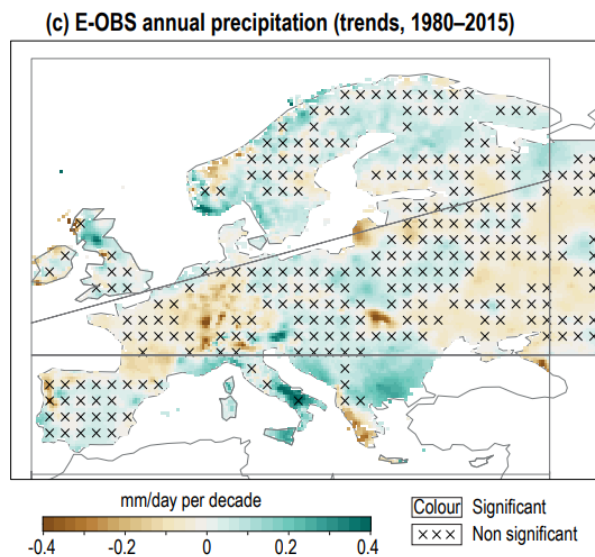 (c) E-OBS annual precipitation (trends, 1980–2015)
mm/day per decade
-0.4 -0.2 0 0.2 0.4
Colour Significant
××× Non significant